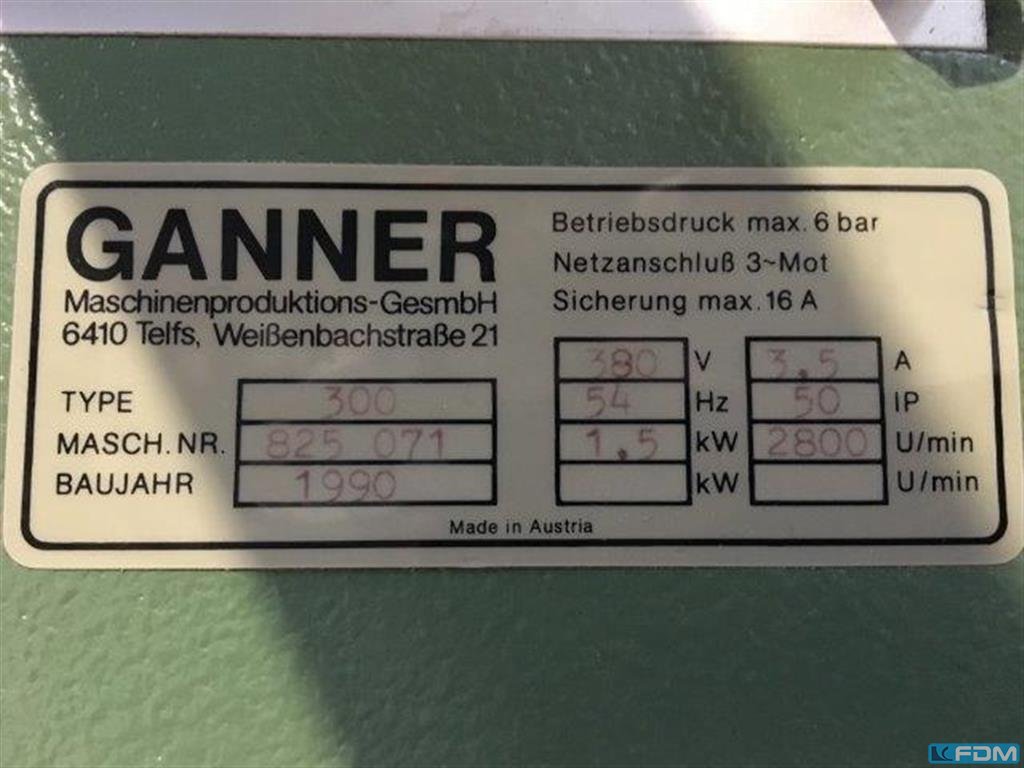 GANNER
Maschinenproduktions-GesmbH
6410 Telfs, Weißenbachstraße 21
Betriebsdruck max. 6 bar
Netzanschluß 3~Mot
Sicherung max. 16 A
TYPE 300
MASCH. NR. 825 071
BAUJAHR 1990
380 V 3.5 A
54 Hz 50 IP
1.5 kW 2800 U/min
kW U/min
Made in Austria
FDM